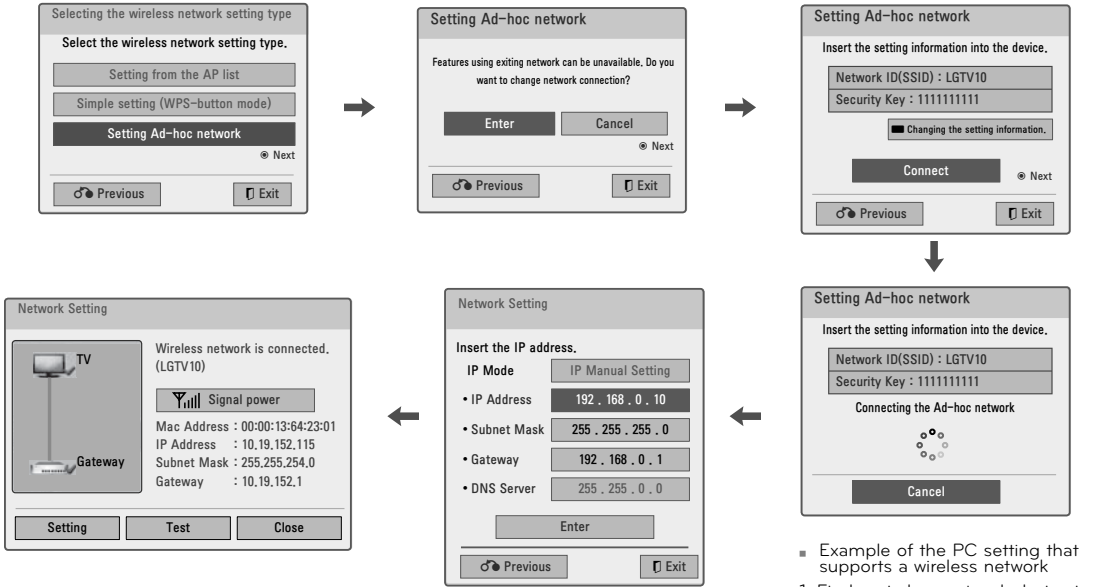 Selecting the wireless network setting type
Select the wireless network setting type.
Setting from the AP list
Simple setting (WPS-button mode)
Setting Ad-hoc network
Next
Previous
Exit
Setting Ad-hoc network
Features using exiting network can be unavailable. Do you
want to change network connection?
Enter
Cancel
Next
Previous
Exit
Setting Ad-hoc network
Insert the setting information into the device.
Network ID(SSID) : LGTV10
Security Key : 1111111111
Changing the setting information.
Connect
Next
Previous
Exit
Setting Ad-hoc network
Insert the setting information into the device.
Network ID(SSID) : LGTV10
Security Key : 1111111111
Connecting the Ad-hoc network
Cancel
Network Setting
Insert the IP address.
IP Mode
IP Manual Setting
• IP Address
192 . 168 . 0 . 10
• Subnet Mask
255 . 255 . 255 . 0
• Gateway
192 . 168 . 0 . 1
• DNS Server
255 . 255 . 0 . 0
Enter
Previous
Exit
Network Setting
TV
Gateway
Wireless network is connected.
(LGTV10)
Signal power
Mac Address : 00:00:13:64:23:01
IP Address : 10.19.152.115
Subnet Mask : 255.255.254.0
Gateway : 10.19.152.1
Setting
Test
Close
Example of the PC setting that
supports a wireless network